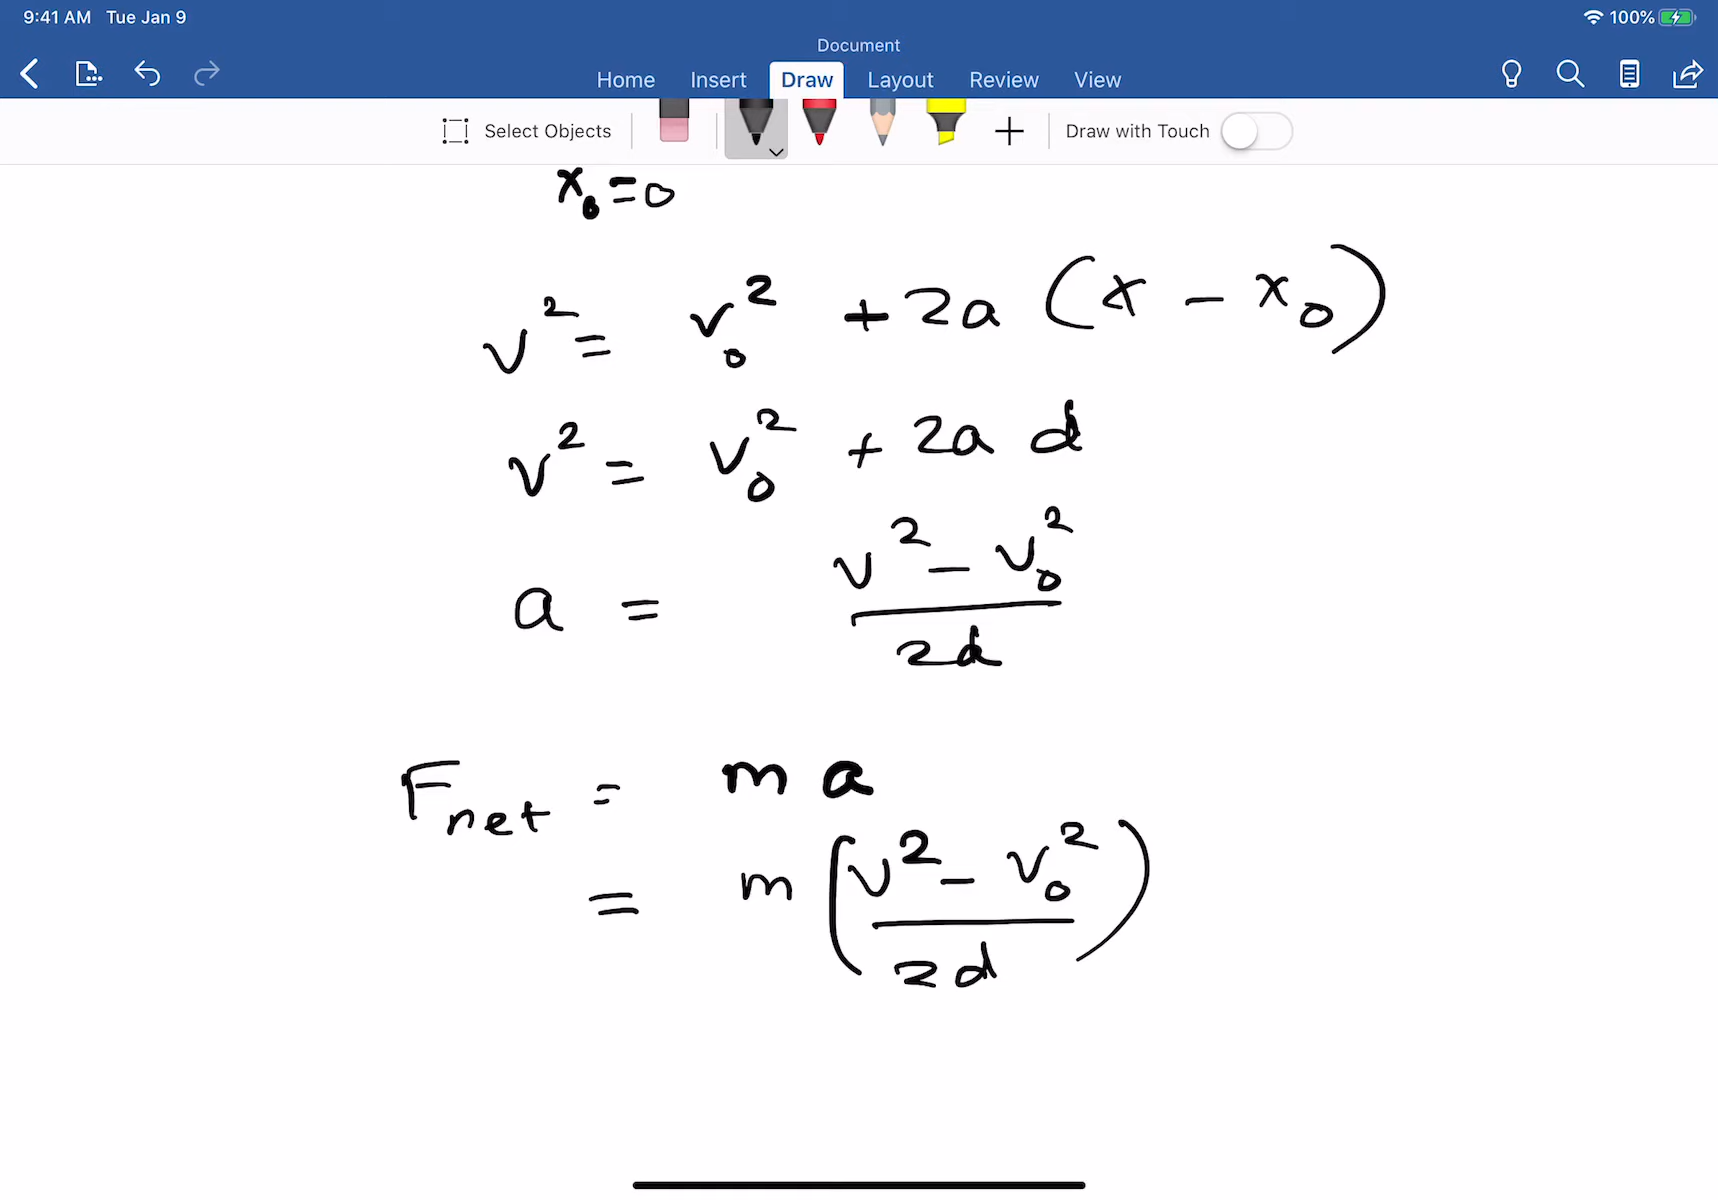 9:41 AM Tue Jan 9 100%
Document
Home Insert Draw Layout Review View
Select Objects Draw with Touch
x₀ = 0
v² = v₀² + 2a (x - x₀)
v² = v₀² + 2a d
a = (v² - v₀²) / 2d
F_net = m a
= m ((v² - v₀²) / 2d)